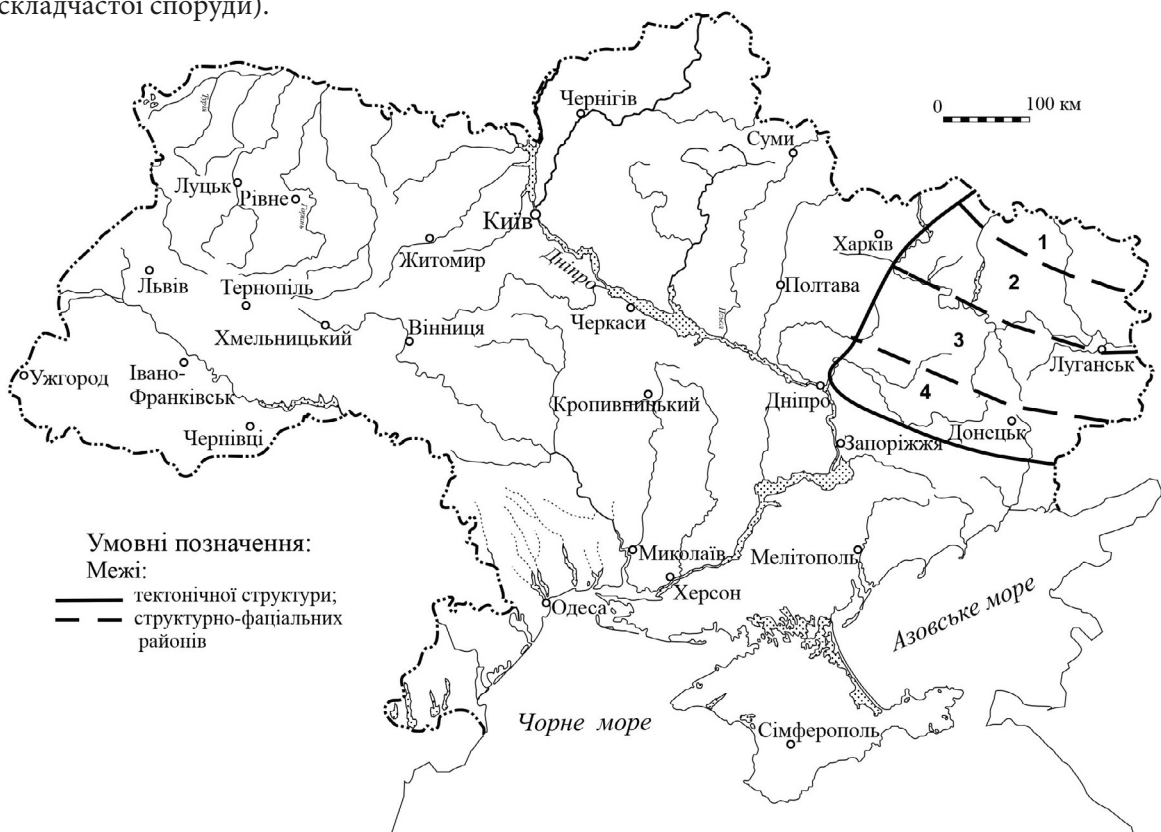 складчастої споруди).
Чернігів
0 100 км
Суми
Луцьк
Рівне
Горинь
Київ
Харків
1
2
Житомир
Дніпро
Львів
Тернопіль
Полтава
Хмельницький
Вінниця
Черкаси
Псел
3
Луганськ
Ужгород
Івано-
Франківськ
Кропивницький
Дніпро
4
Чернівці
Донецьк
Запоріжжя
Умовні позначення:
Межі:
тектонічної структури;
структурно-фаціальних
районів
Миколаїв
Мелітополь
Херсон
Одеса
Азовське море
Чорне море
Сімферополь